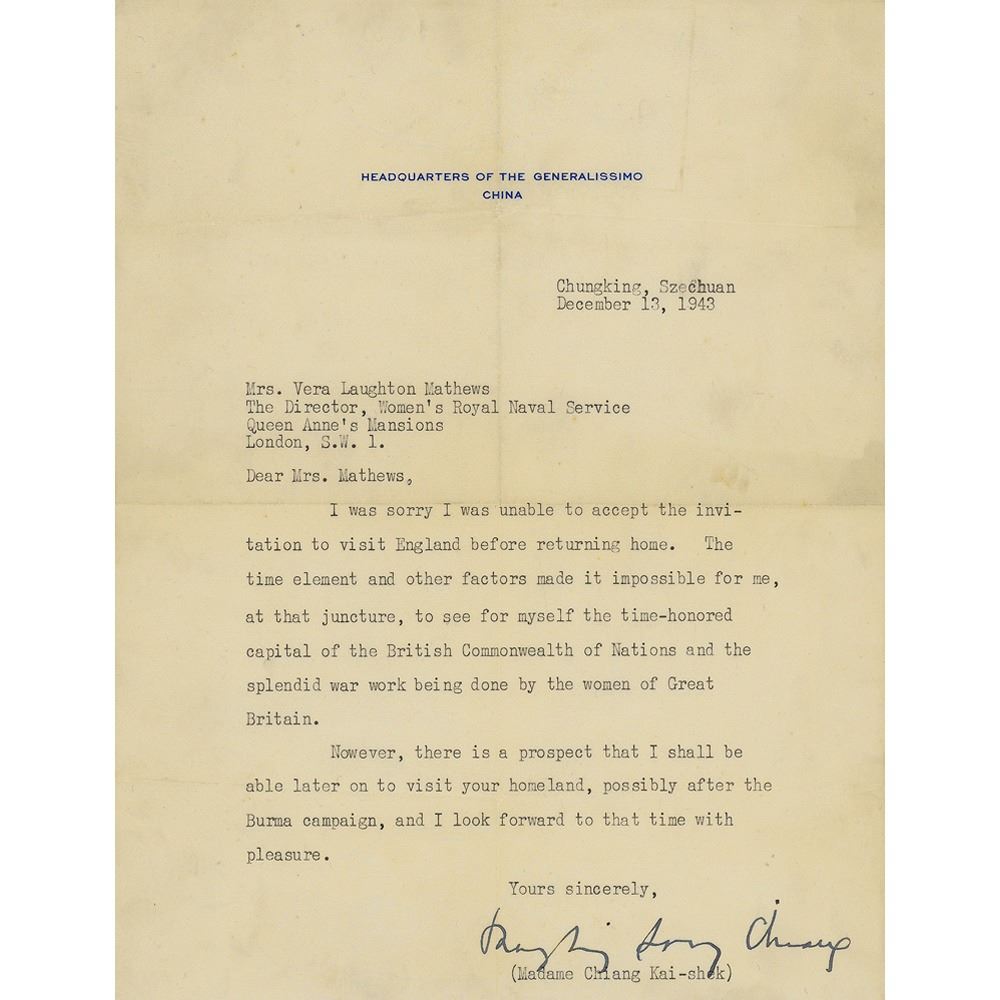 HEADQUARTERS OF THE GENERALISSIMO
CHINA
Chungking, Szechuan
December 13, 1943
Mrs. Vera Laughton Mathews
The Director, Women's Royal Naval Service
Queen Anne's Mansions
London, S.W. 1.
Dear Mrs. Mathews,
I was sorry I was unable to accept the invi-
tation to visit England before returning home. The
time element and other factors made it impossible for me,
at that juncture, to see for myself the time-honored
capital of the British Commonwealth of Nations and the
splendid war work being done by the women of Great
Britain.
However, there is a prospect that I shall be
able later on to visit your homeland, possibly after the
Burma campaign, and I look forward to that time with
pleasure.
Yours sincerely,
Mayling Soong Chiang
(Madame Chiang Kai-shek)